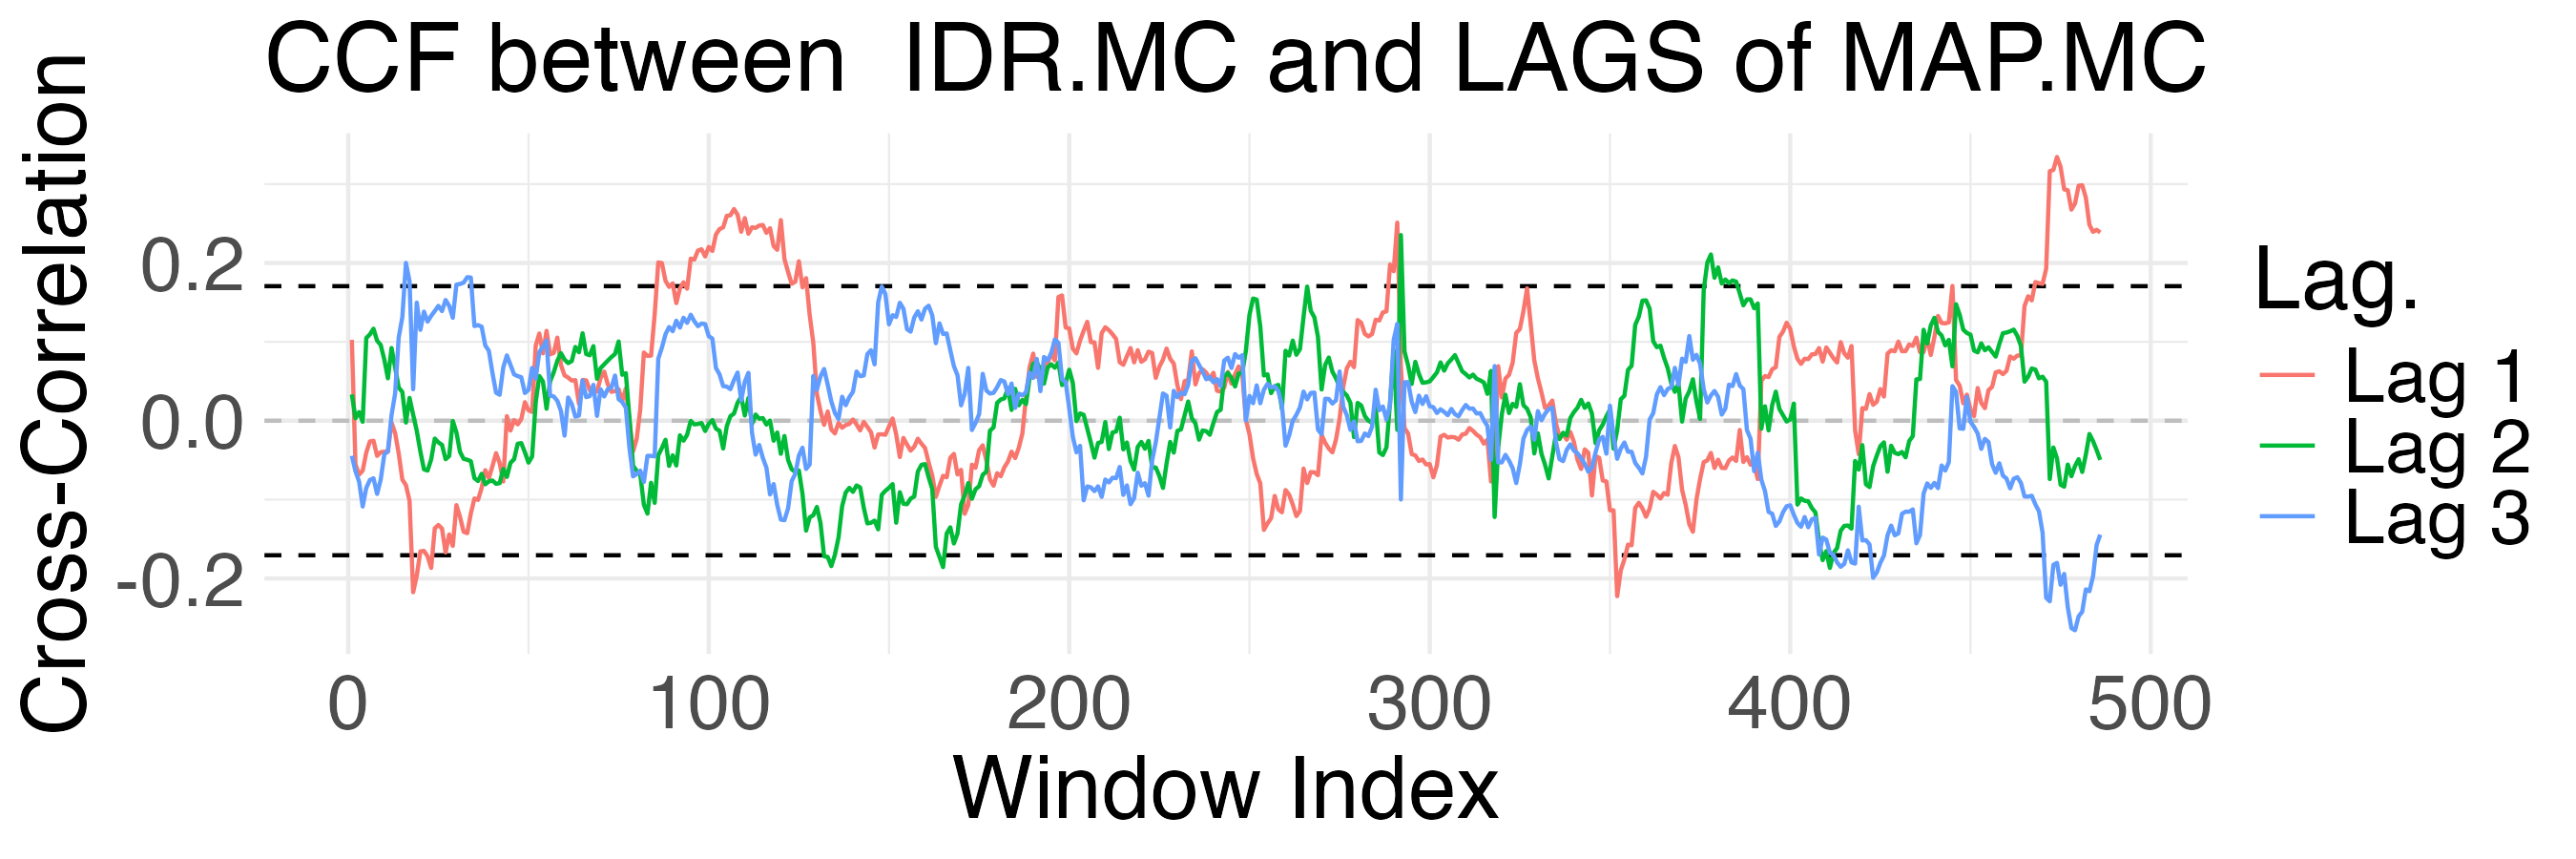 CCF between  IDR.MC and LAGS of MAP.MC
Cross-Correlation
0.2
0.0
-0.2
0 100 200 300 400 500
Window Index
Lag.
Lag 1
Lag 2
Lag 3